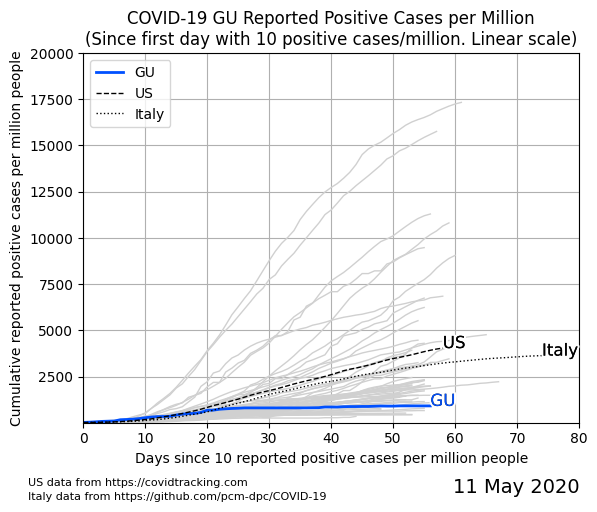 COVID-19 GU Reported Positive Cases per Million
(Since first day with 10 positive cases/million. Linear scale)
Cumulative reported positive cases per million people
20000
17500
15000
12500
10000
7500
5000
2500
GU
US
Italy
US
Italy
GU
0 10 20 30 40 50 60 70 80
Days since 10 reported positive cases per million people
US data from https://covidtracking.com
Italy data from https://github.com/pcm-dpc/COVID-19
11 May 2020